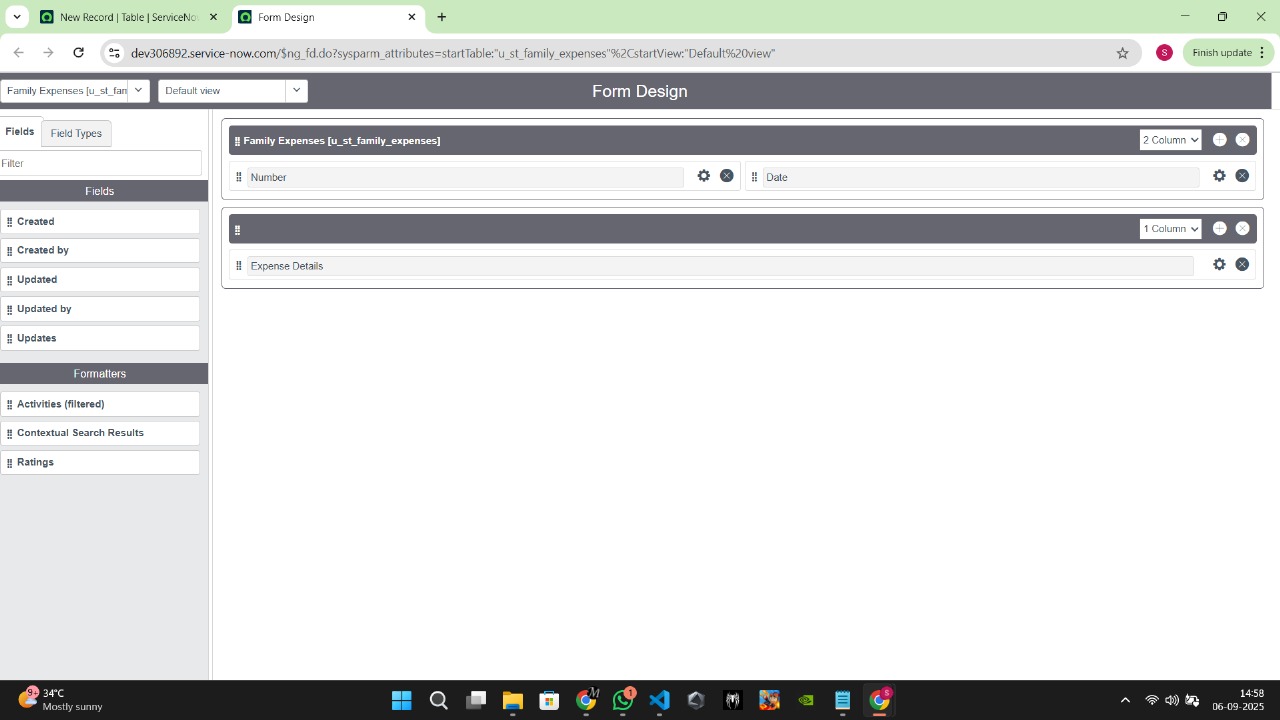 New Record | Table | ServiceNo
Form Design
dev306892.service-now.com/$ng_fd.do?sysparm_attributes=startTable:"u_st_family_expenses"%2CstartView:"Default%20view"
S
Finish update
Family Expenses [u_st_fam
Default view
Form Design
Fields
Field Types
Filter
Fields
Created
Created by
Updated
Updated by
Updates
Formatters
Activities (filtered)
Contextual Search Results
Ratings
Family Expenses [u_st_family_expenses]
2 Column
Number
Date
1 Column
Expense Details
9+
34°C
Mostly sunny
M
1
S
14:58
06-09-2025